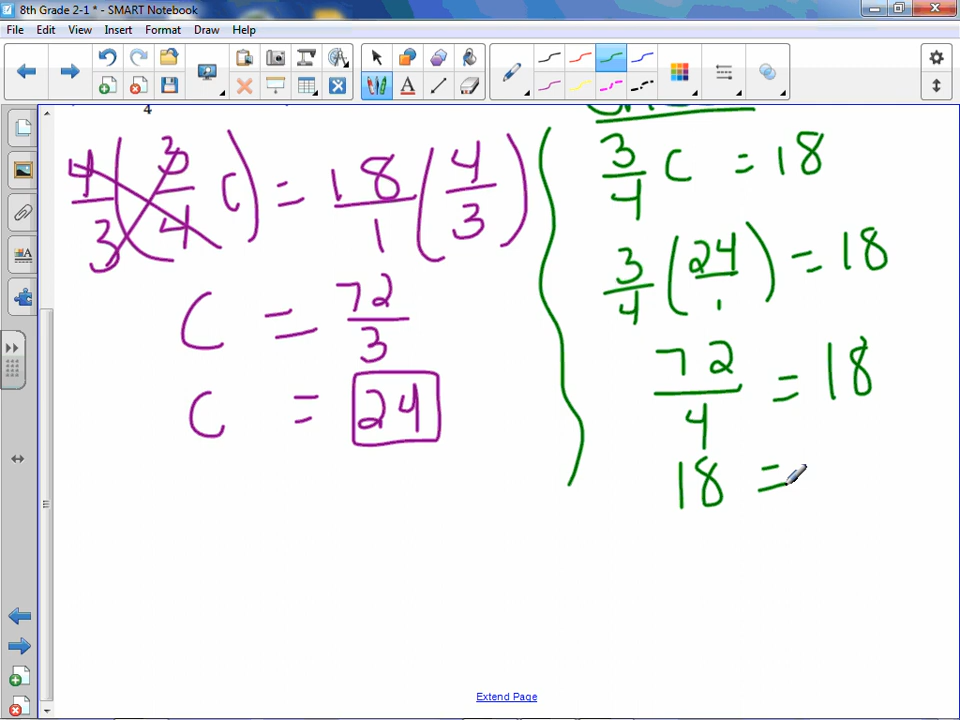 8th Grade 2-1 * - SMART Notebook
File Edit View Insert Format Draw Help
4
4/3 (3/4 C) = 18/1 (4/3)
C = 72/3
C = 24
3/4 C = 18
3/4 (24/1) = 18
72/4 = 18
18 =
Extend Page